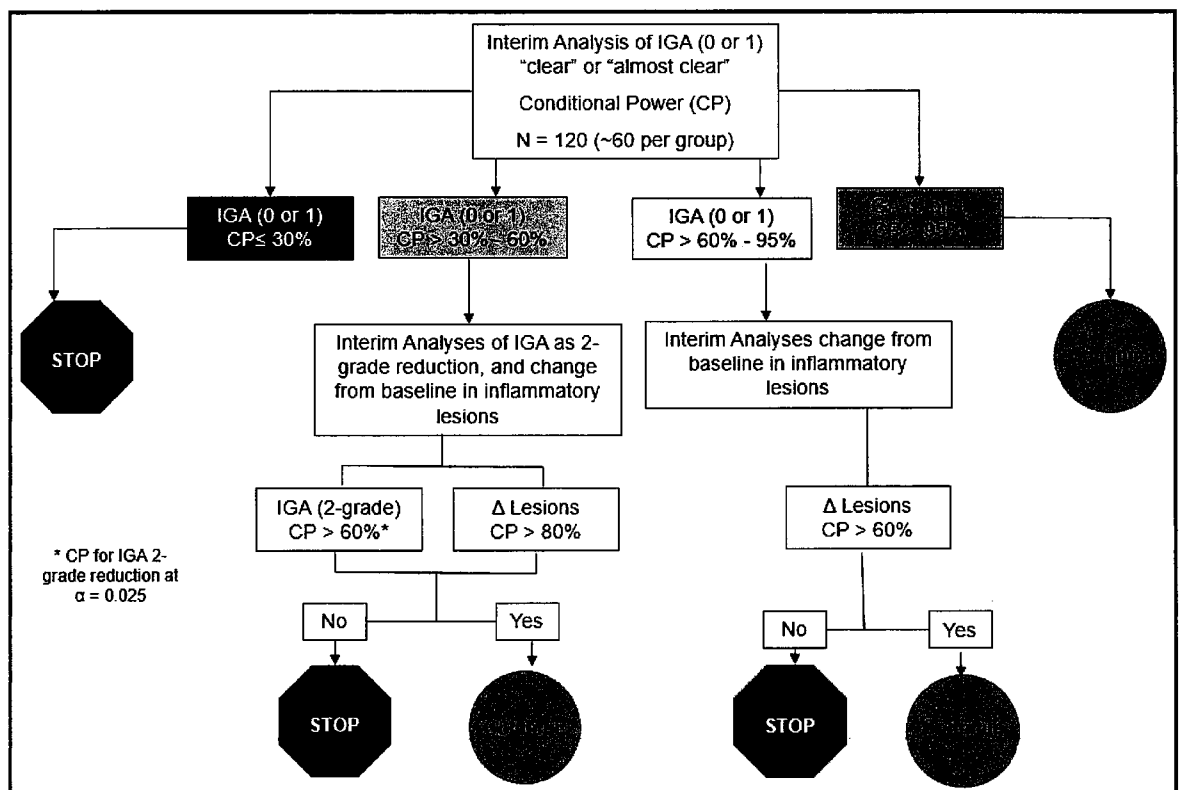 Interim Analysis of IGA (0 or 1)
“clear” or “almost clear”
Conditional Power (CP)
N = 120 (~60 per group)
IGA (0 or 1)
CP≤ 30%
IGA (0 or 1)
CP > 30% - 60%
IGA (0 or 1)
CP > 60% - 95%
STOP
Interim Analyses of IGA as 2-
grade reduction, and change
from baseline in inflammatory
lesions
Interim Analyses change from
baseline in inflammatory
lesions
IGA (2-grade)
CP > 60%*
Δ Lesions
CP > 80%
Δ Lesions
CP > 60%
* CP for IGA 2-
grade reduction at
α = 0.025
No
Yes
No
Yes
STOP
STOP